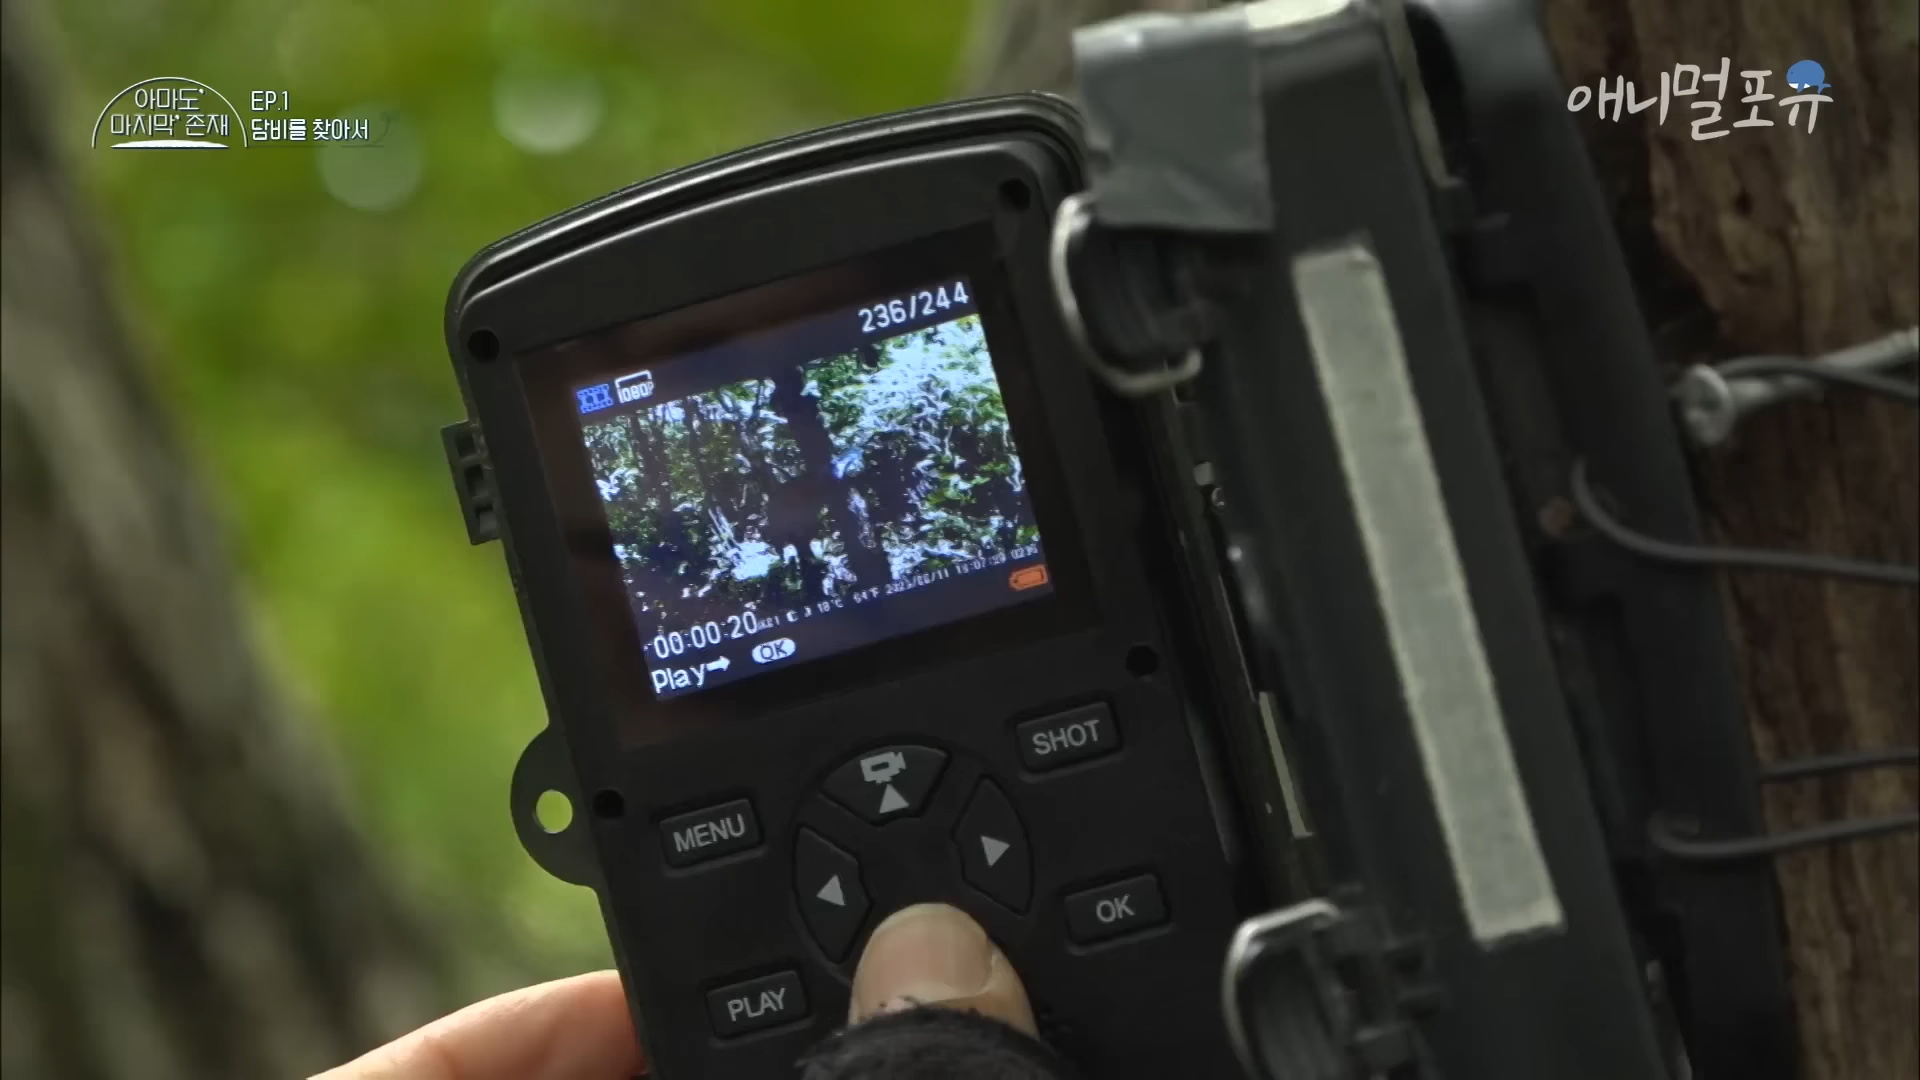 아마도
마지막 존재
EP.1
담비를 찾아서
애니멀포유
236/244
1080P
00:00:20
Play OK
SHOT
MENU
OK
PLAY